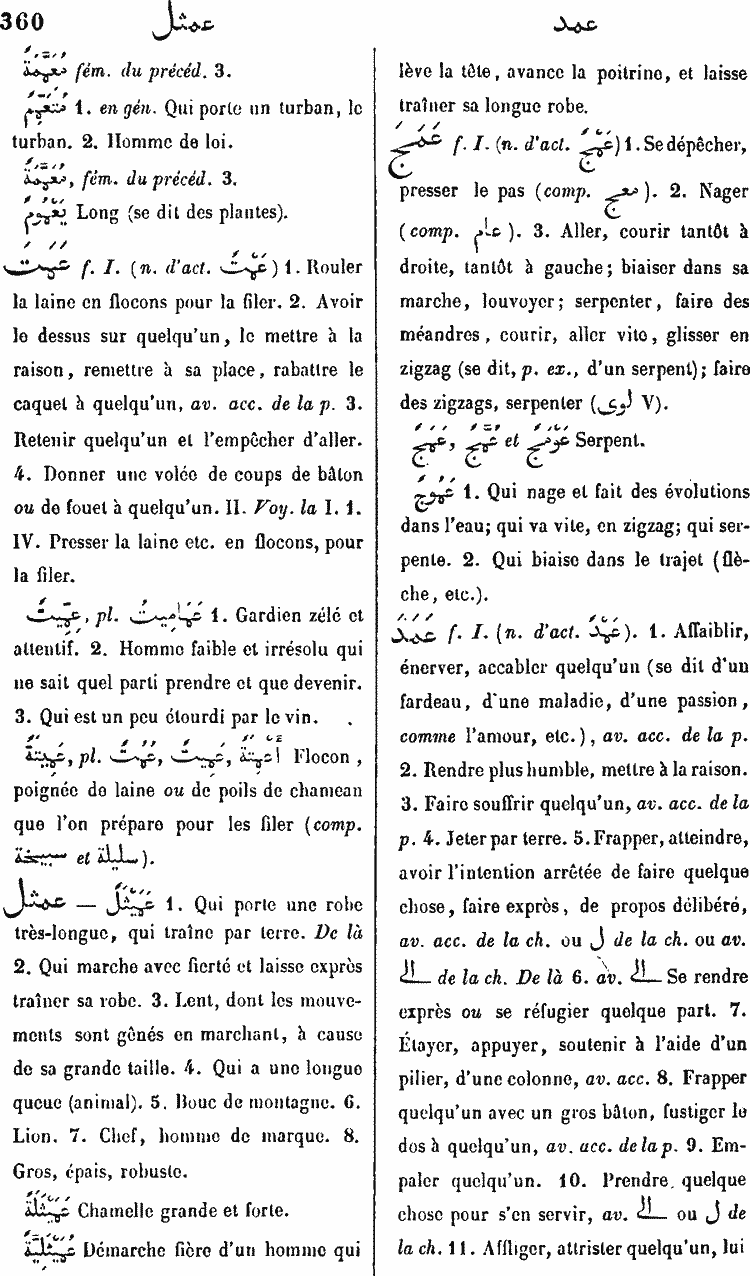 360 عمثل عمد
مُعَمَّمَةٌ fém. du précéd. 3.
مُتَعَمِّمٌ 1. en gén. Qui porte un turban, le
turban. 2. Homme de loi.
fém. du précéd. 3.
يَعْمُومٌ Long (se dit des plantes).
عَمَتَ f. I. (n. d'act. عَمْتٌ) 1. Rouler
la laine en flocons pour la filer. 2. Avoir
le dessus sur quelqu'un, le mettre à la
raison, remettre à sa place, rabattre le
caquet à quelqu'un, av. acc. de la p. 3.
Retenir quelqu'un et l'empêcher d'aller.
4. Donner une volée de coups de bâton
ou de fouet à quelqu'un. II. Voy. la I. 1.
IV. Presser la laine etc. en flocons, pour
la filer.
عِمِّيتٌ, pl. عَمَامِيتُ 1. Gardien zélé et
attentif. 2. Homme faible et irrésolu qui
ne sait quel parti prendre et que devenir.
3. Qui est un peu étourdi par le vin.
عَمِيتَةٌ, pl. عُمُتٌ, عَمِيتٌ, أَعْمِتَةٌ Flocon,
poignée de laine ou de poils de chameau
que l'on prépare pour les filer (comp.
سبيخة et سليلة).
عمثل — عَمَيْثَلٌ 1. Qui porte une robe
très-longue, qui traîne par terre. De là
2. Qui marche avec fierté et laisse exprès
traîner sa robe. 3. Lent, dont les mouve-
ments sont gênés en marchant, à cause
de sa grande taille. 4. Qui a une longue
queue (animal). 5. Bouc de montagne. 6.
Lion. 7. Chef, homme de marque. 8.
Gros, épais, robuste.
عَمَيْثَلَةٌ Chamelle grande et forte.
عَمَيْثَلِيَّةٌ Démarche fière d'un homme qui
lève la tête, avance la poitrine, et laisse
traîner sa longue robe.
عَمَجَ f. I. (n. d'act. عَمْجٌ) 1. Se dépêcher,
presser le pas (comp. معج). 2. Nager
(comp. عام). 3. Aller, courir tantôt à
droite, tantôt à gauche; biaiser dans sa
marche, louvoyer; serpenter, faire des
méandres, courir, aller vite, glisser en
zigzag (se dit, p. ex., d'un serpent); faire
des zigzags, serpenter (لوى V).
عَمَجٌ, عُمَّجٌ et عَوْمَجٌ Serpent.
عَمُوجٌ 1. Qui nage et fait des évolutions
dans l'eau; qui va vite, en zigzag; qui ser-
pente. 2. Qui biaise dans le trajet (flè-
che, etc.).
عَمَدَ f. I. (n. d'act. عَمْدٌ). 1. Affaiblir,
énerver, accabler quelqu'un (se dit d'un
fardeau, d'une maladie, d'une passion,
comme l'amour, etc.), av. acc. de la p.
2. Rendre plus humble, mettre à la raison.
3. Faire souffrir quelqu'un, av. acc. de la
p. 4. Jeter par terre. 5. Frapper, atteindre,
avoir l'intention arrêtée de faire quelque
chose, faire exprès, de propos délibéré,
av. acc. de la ch. ou ل de la ch. ou av.
الى de la ch. De là 6. av. الى Se rendre
exprès ou se réfugier quelque part. 7.
Étayer, appuyer, soutenir à l'aide d'un
pilier, d'une colonne, av. acc. 8. Frapper
quelqu'un avec un gros bâton, fustiger le
dos à quelqu'un, av. acc. de la p. 9. Em-
paler quelqu'un. 10. Prendre quelque
chose pour s'en servir, av. الى ou ل de
la ch. 11. Affliger, attrister quelqu'un, lui